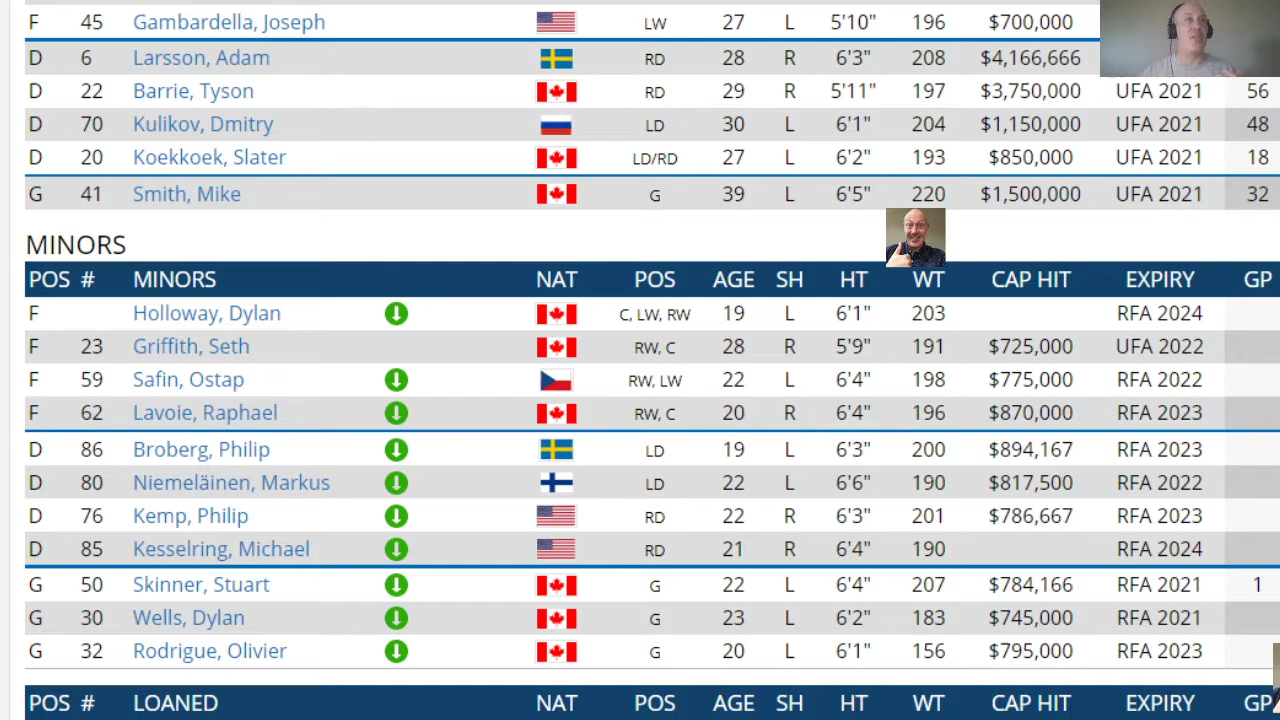 F 45 Gambardella, Joseph LW 27 L 5'10" 196 $700,000
D 6 Larsson, Adam RD 28 R 6'3" 208 $4,166,666
D 22 Barrie, Tyson RD 29 R 5'11" 197 $3,750,000 UFA 2021 56
D 70 Kulikov, Dmitry LD 30 L 6'1" 204 $1,150,000 UFA 2021 48
D 20 Koekkoek, Slater LD/RD 27 L 6'2" 193 $850,000 UFA 2021 18
G 41 Smith, Mike G 39 L 6'5" 220 $1,500,000 UFA 2021 32
MINORS
POS # MINORS NAT POS AGE SH HT WT CAP HIT EXPIRY GP
F Holloway, Dylan C, LW, RW 19 L 6'1" 203 RFA 2024
F 23 Griffith, Seth RW, C 28 R 5'9" 191 $725,000 UFA 2022
F 59 Safin, Ostap RW, LW 22 L 6'4" 198 $775,000 RFA 2022
F 62 Lavoie, Raphael RW, C 20 R 6'4" 196 $870,000 RFA 2023
D 86 Broberg, Philip LD 19 L 6'3" 200 $894,167 RFA 2023
D 80 Niemeläinen, Markus LD 22 L 6'6" 190 $817,500 RFA 2022
D 76 Kemp, Philip RD 22 R 6'3" 201 $786,667 RFA 2023
D 85 Kesselring, Michael RD 21 R 6'4" 190 RFA 2024
G 50 Skinner, Stuart G 22 L 6'4" 207 $784,166 RFA 2021 1
G 30 Wells, Dylan G 23 L 6'2" 183 $745,000 RFA 2021
G 32 Rodrigue, Olivier G 20 L 6'1" 156 $795,000 RFA 2023
POS # LOANED NAT POS AGE SH HT WT CAP HIT EXPIRY GP